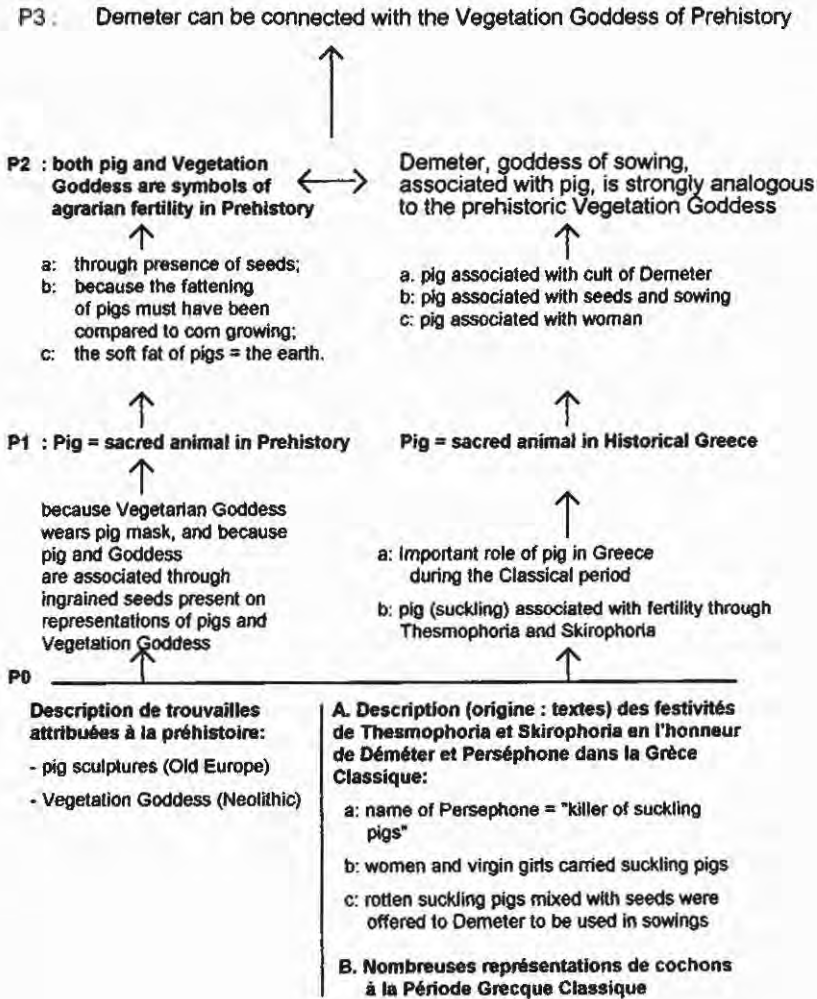 P3 : Demeter can be connected with the Vegetation Goddess of Prehistory
P2 : both pig and Vegetation
Goddess are symbols of
agrarian fertility in Prehistory
Demeter, goddess of sowing,
associated with pig, is strongly analogous
to the prehistoric Vegetation Goddess
a: through presence of seeds;
b: because the fattening
of pigs must have been
compared to corn growing;
c: the soft fat of pigs = the earth.
a. pig associated with cult of Demeter
b: pig associated with seeds and sowing
c: pig associated with woman
P1 : Pig = sacred animal in Prehistory
Pig = sacred animal in Historical Greece
because Vegetarian Goddess
wears pig mask, and because
pig and Goddess
are associated through
ingrained seeds present on
representations of pigs and
Vegetation Goddess
a: Important role of pig in Greece
during the Classical period
b: pig (suckling) associated with fertility through
Thesmophoria and Skirophoria
P0
Description de trouvailles
attribuées à la préhistoire:
- pig sculptures (Old Europe)
- Vegetation Goddess (Neolithic)
A. Description (origine : textes) des festivités
de Thesmophoria et Skirophoria en l'honneur
de Déméter et Perséphone dans la Grèce
Classique:
a: name of Persephone = "killer of suckling
pigs"
b: women and virgin girls carried suckling pigs
c: rotten suckling pigs mixed with seeds were
offered to Demeter to be used in sowings
B. Nombreuses représentations de cochons
à la Période Grecque Classique